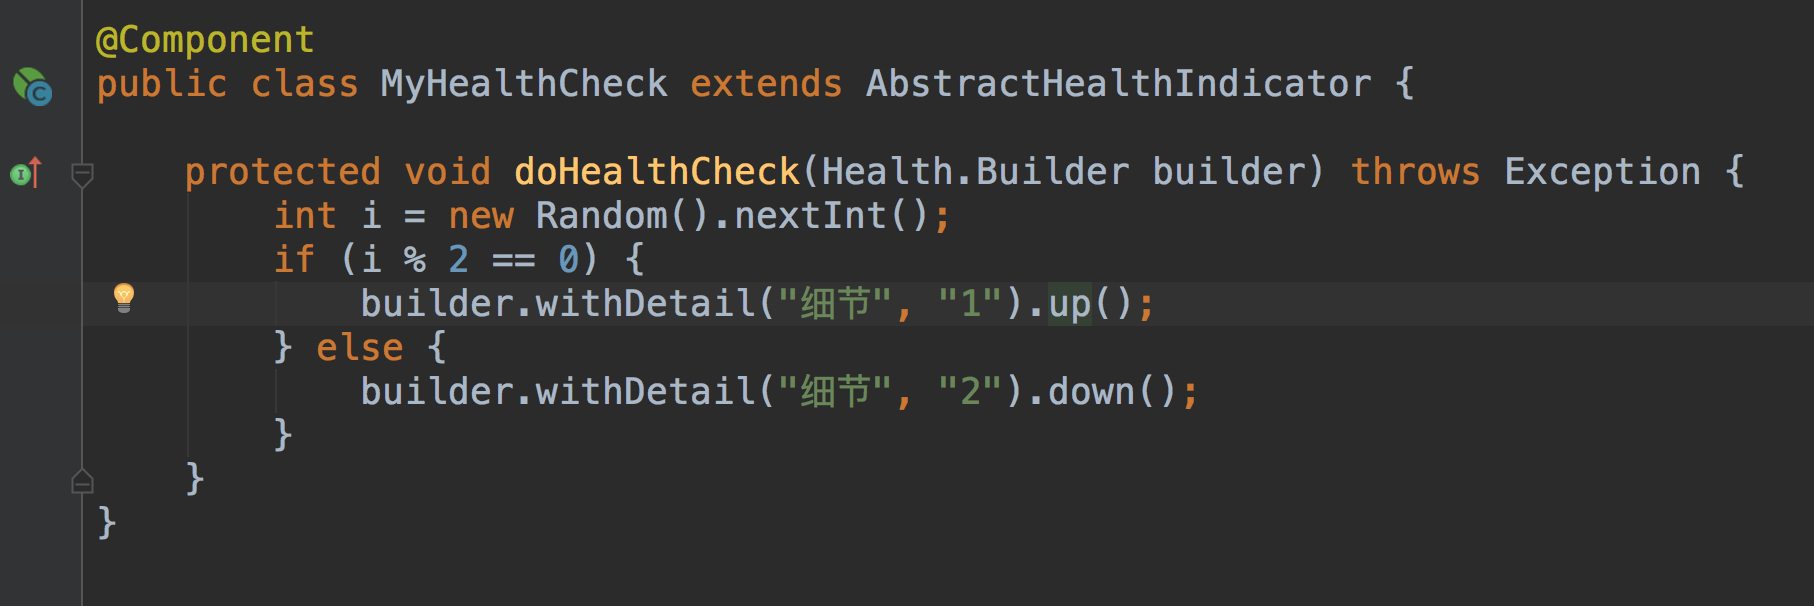 @Component
public class MyHealthCheck extends AbstractHealthIndicator {
protected void doHealthCheck(Health.Builder builder) throws Exception {
int i = new Random().nextInt();
if (i % 2 == 0) {
builder.withDetail("细节", "1").up();
} else {
builder.withDetail("细节", "2").down();
}
}
}